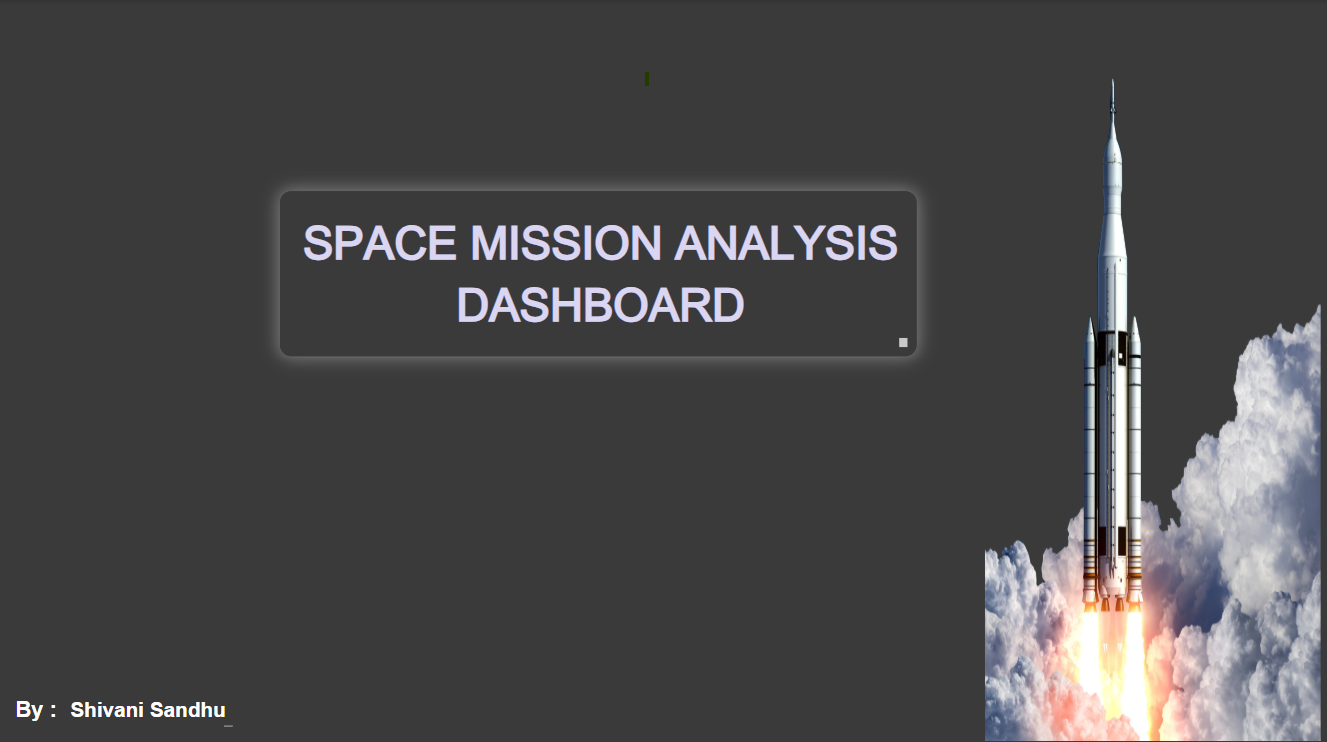 SPACE MISSION ANALYSIS
DASHBOARD
By : Shivani Sandhu